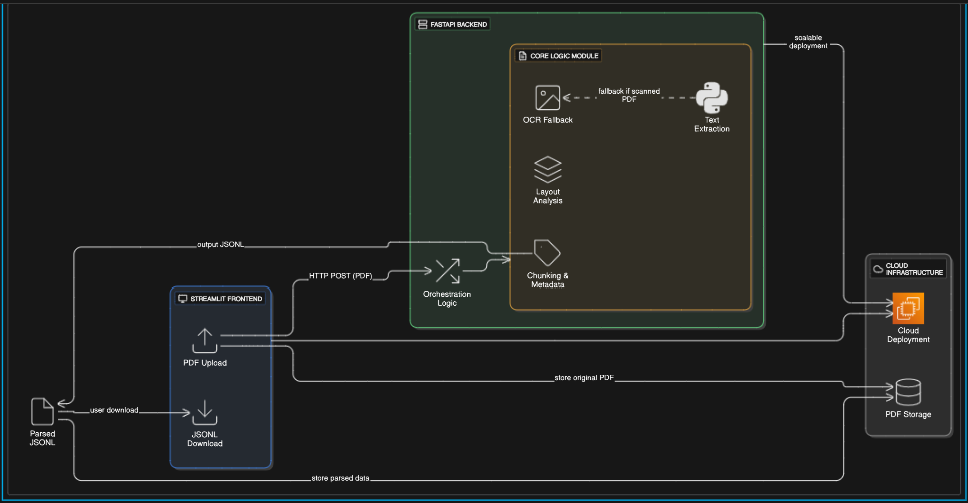 FASTAPI BACKEND
scalable
deployment
CORE LOGIC MODULE
fallback if scanned
PDF
OCR Fallback
Text
Extraction
Layout
Analysis
output JSONL
HTTP POST (PDF)
Chunking &
Metadata
Orchestration
Logic
CLOUD
INFRASTRUCTURE
STREAMLIT FRONTEND
Cloud
Deployment
PDF Upload
store original PDF
user download
PDF Storage
Parsed
JSONL
JSONL
Download
store parsed data